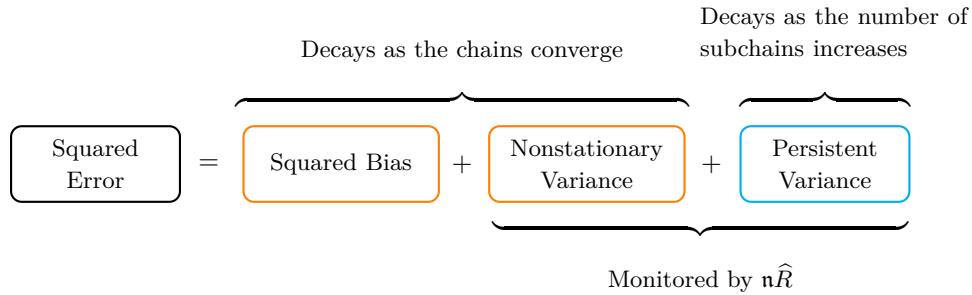 Decays as the number of
subchains increases
Decays as the chains converge
Squared
Error
=
Squared Bias
+
Nonstationary
Variance
+
Persistent
Variance
Monitored by 𝔫R̂